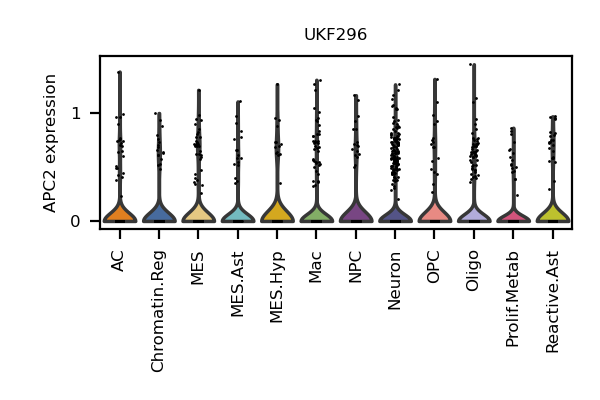 UKF296
APC2 expression
1
0
AC
Chromatin.Reg
MES
MES.Ast
MES.Hyp
Mac
NPC
Neuron
OPC
Oligo
Prolif.Metab
Reactive.Ast